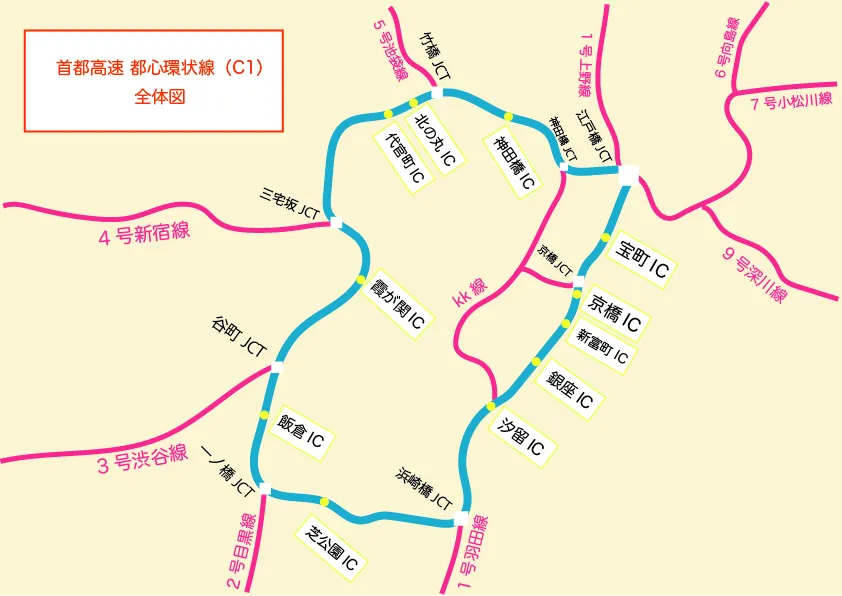 首都高速 都心環状線（C1）
全体図
5号池袋線
竹橋 JCT
1号上野線
6号向島線
7号小松川線
北の丸 IC
代官町 IC
神田橋 IC
神田橋 JCT
江戸橋 JCT
三宅坂 JCT
4号新宿線
宝町 IC
京橋 JCT
9号深川線
kk 線
霞が関 IC
京橋 IC
新富町 IC
谷町 JCT
銀座 IC
汐留 IC
飯倉 IC
3号渋谷線
一ノ橋 JCT
浜崎橋 JCT
芝公園 IC
2号目黒線
1号羽田線